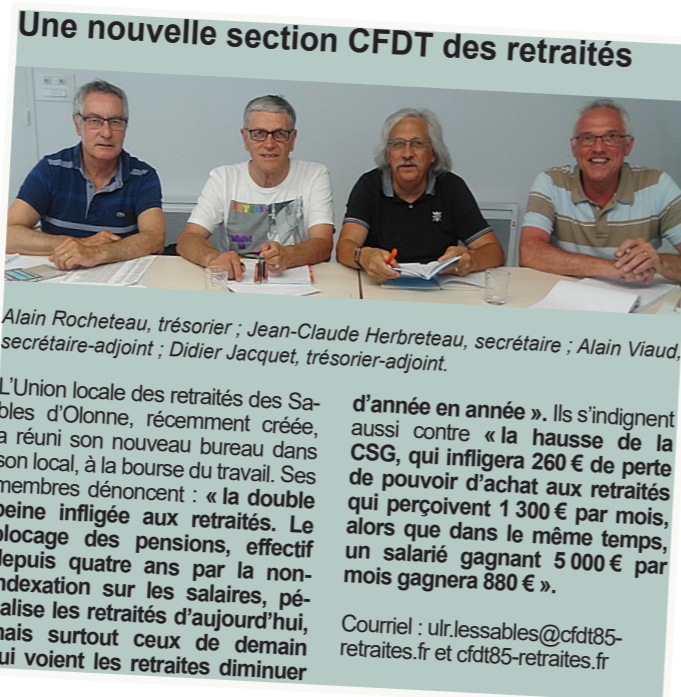 Une nouvelle section CFDT des retraités
Alain Rocheteau, trésorier ; Jean-Claude Herbreteau, secrétaire ; Alain Viaud,
secrétaire-adjoint ; Didier Jacquet, trésorier-adjoint.
L'Union locale des retraités des Sa-
bles d'Olonne, récemment créée,
a réuni son nouveau bureau dans
son local, à la bourse du travail. Ses
membres dénoncent : « la double
peine infligée aux retraités. Le
blocage des pensions, effectif
depuis quatre ans par la non-
indexation sur les salaires, pé-
nalise les retraités d'aujourd'hui,
mais surtout ceux de demain
qui voient les retraites diminuer
d'année en année ». Ils s'indignent
aussi contre « la hausse de la
CSG, qui infligera 260 € de perte
de pouvoir d'achat aux retraités
qui perçoivent 1 300 € par mois,
alors que dans le même temps,
un salarié gagnant 5 000 € par
mois gagnera 880 € ».
Courriel : ulr.lessables@cfdt85-
retraites.fr et cfdt85-retraites.fr